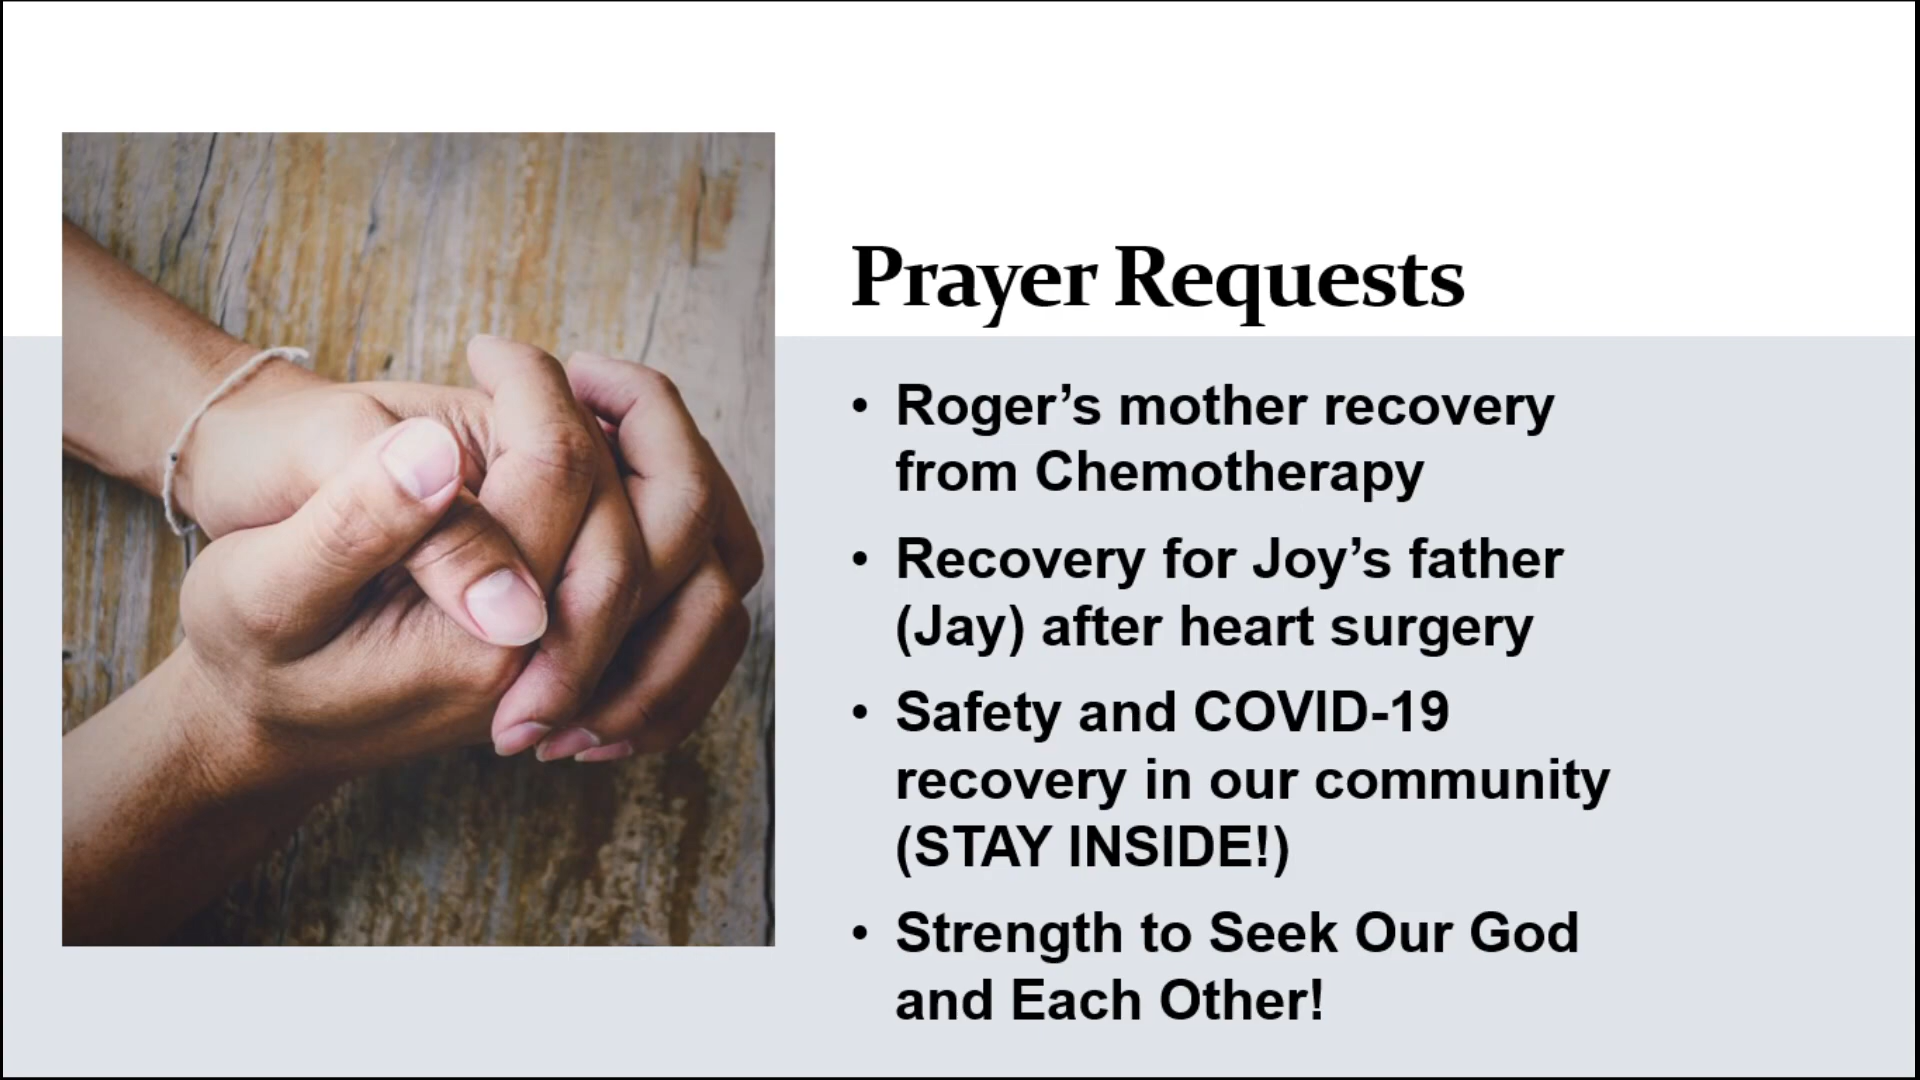 Prayer Requests
• Roger’s mother recovery
from Chemotherapy
• Recovery for Joy’s father
(Jay) after heart surgery
• Safety and COVID-19
recovery in our community
(STAY INSIDE!)
• Strength to Seek Our God
and Each Other!